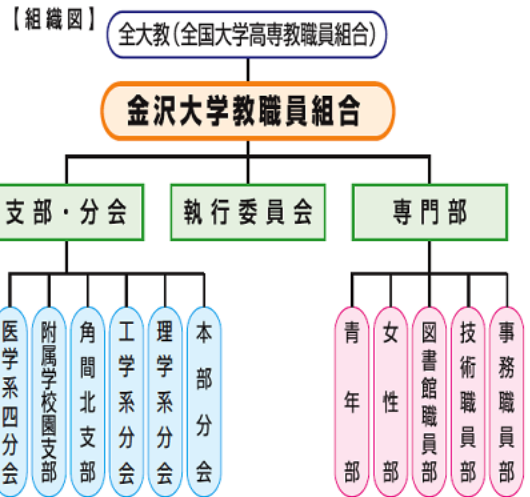 【組織図】
全大教(全国大学高専教職員組合)
金沢大学教職員組合
支部・分会
執行委員会
専門部
医学系四分会
附属学校園支部
角間北支部
工学系分会
理学系分会
本部分会
青年部
女性部
図書館職員部
技術職員部
事務職員部